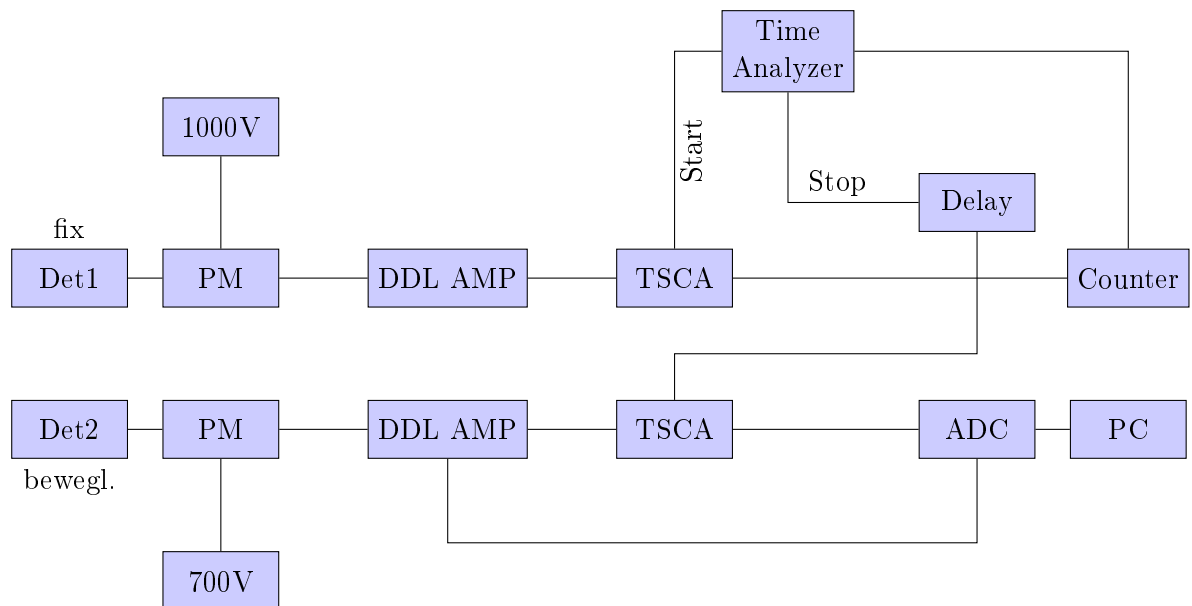 Time
Analyzer
1000V
Start
Stop
Delay
fix
Det1
PM
DDL AMP
TSCA
Counter
Det2
PM
DDL AMP
TSCA
ADC
PC
bewegl.
700V